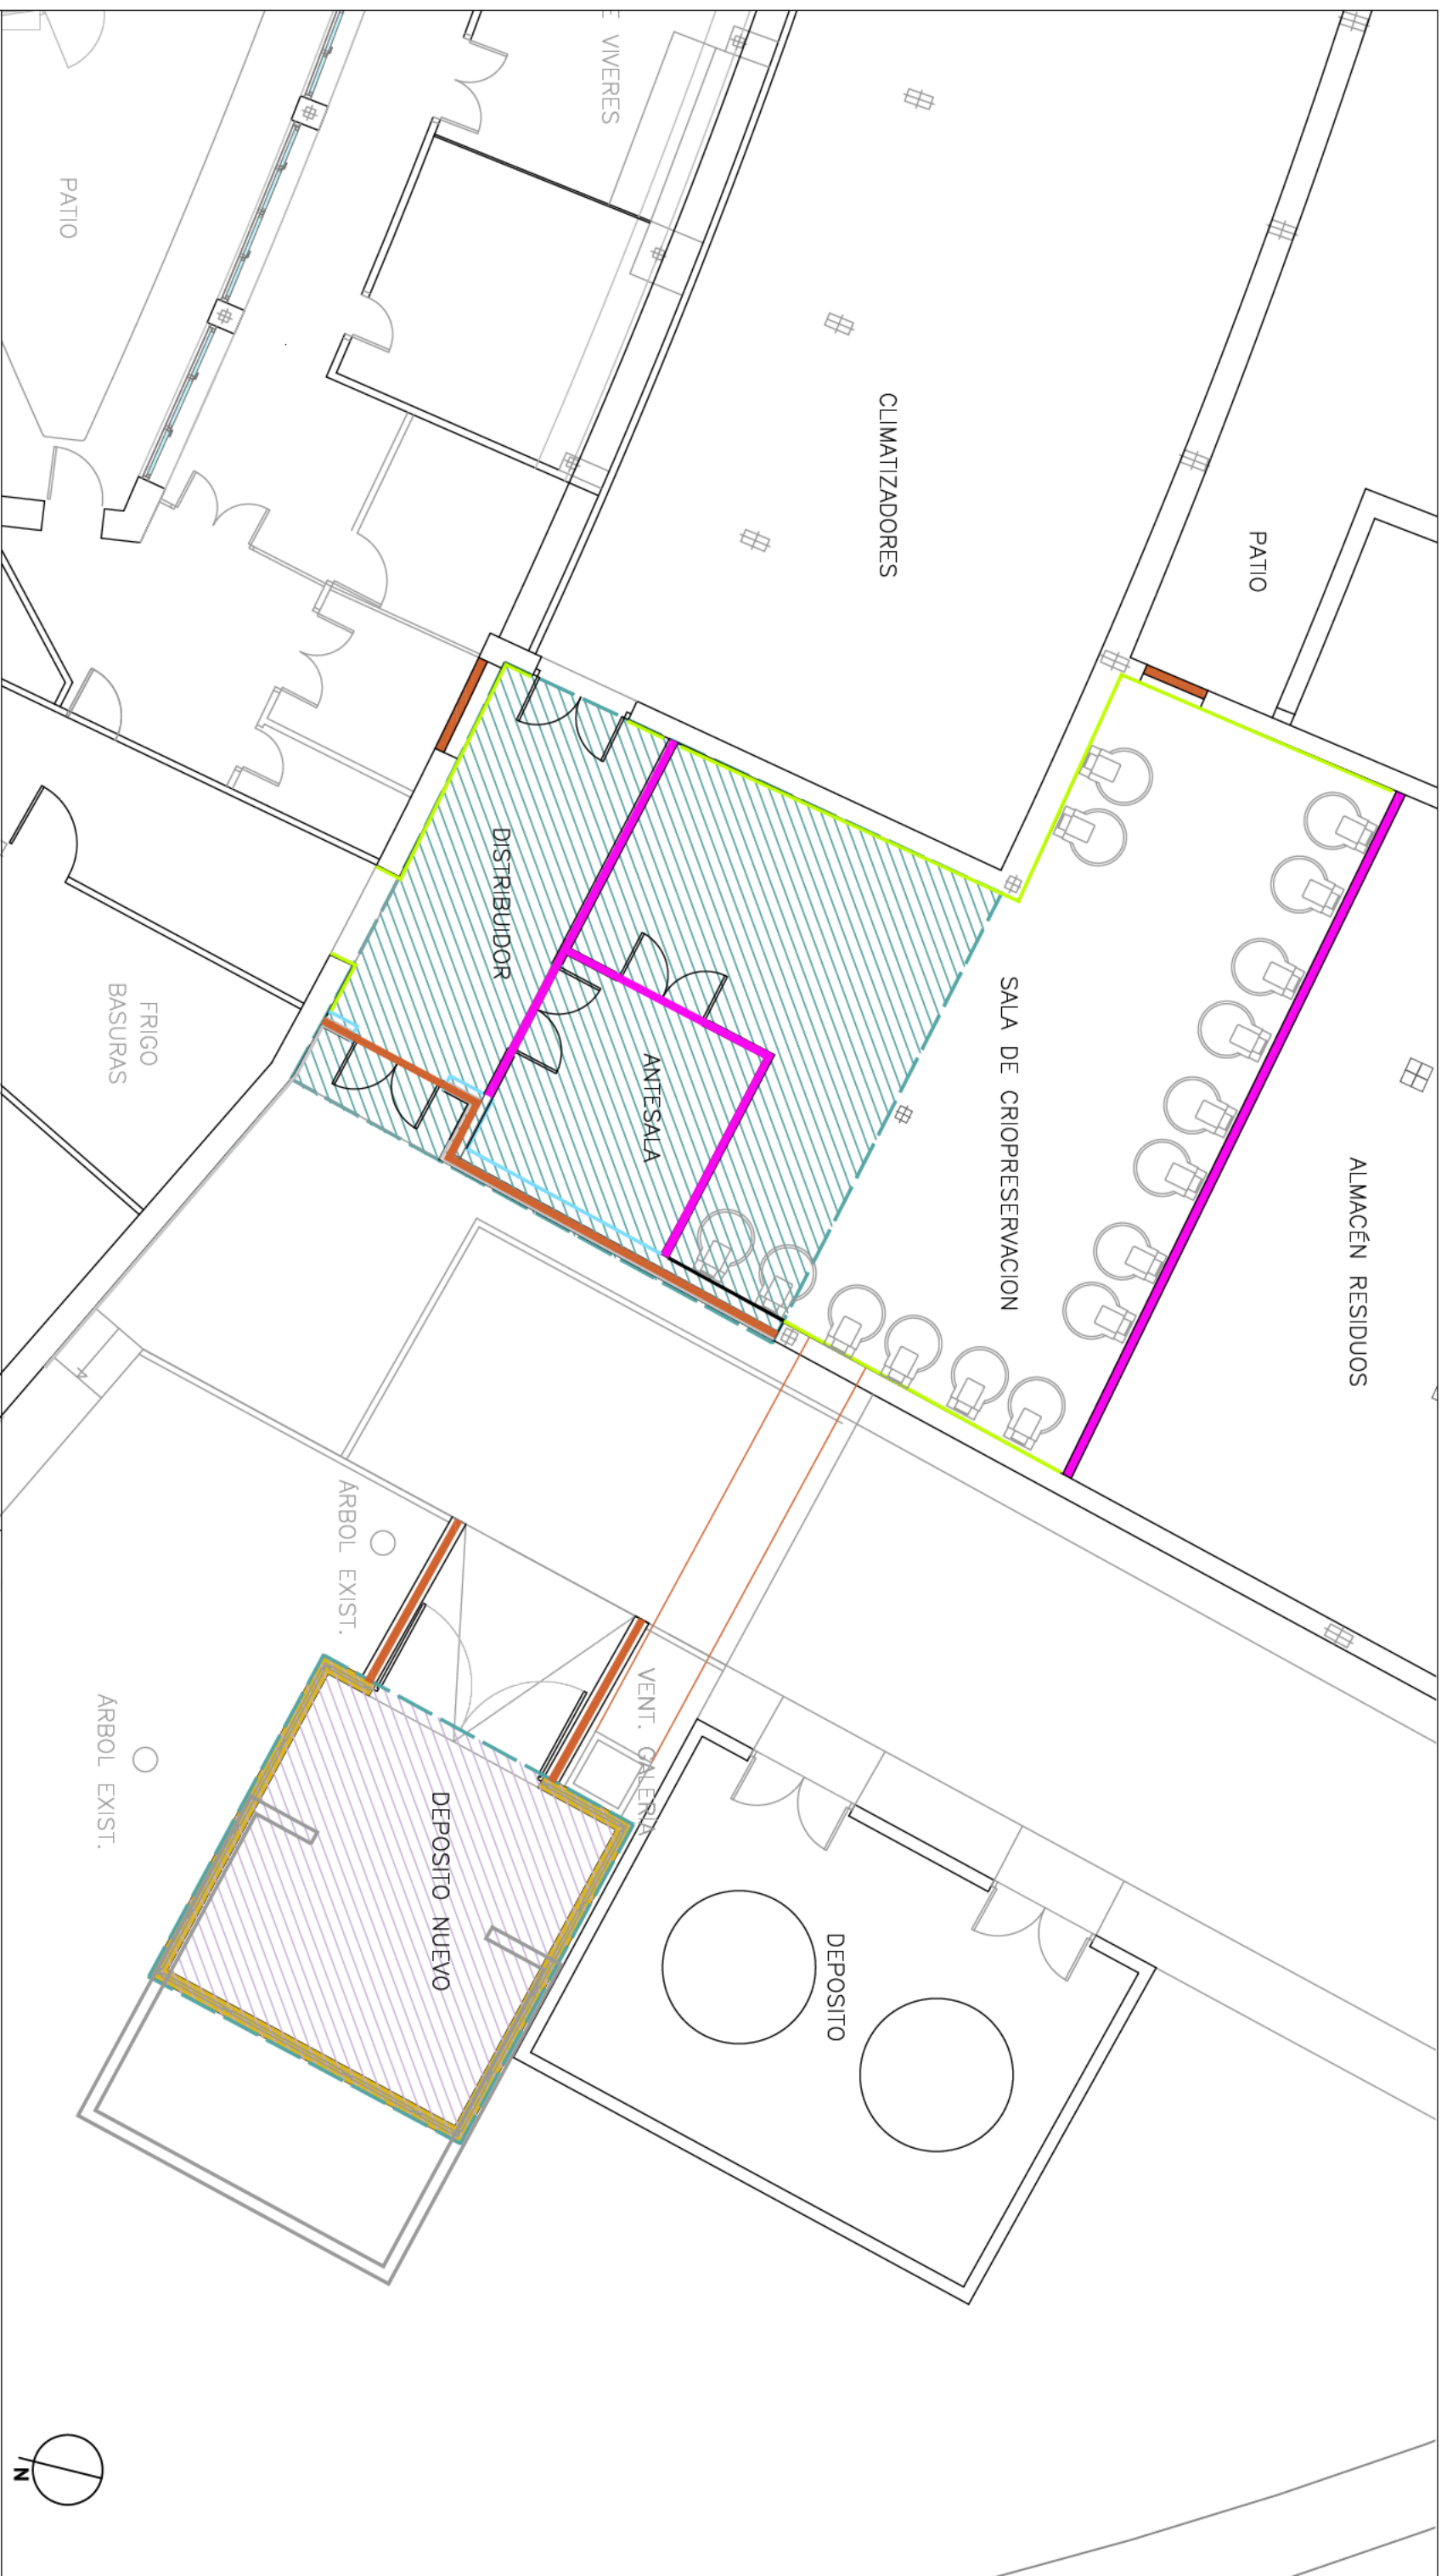 VIVERES
PATIO
CLIMATIZADORES
PATIO
DISTRIBUIDOR
ANTESALA
SALA DE CRIOPRESERVACION
ALMACÉN RESIDUOS
FRIGO
BASURAS
ÁRBOL EXIST.
ÁRBOL EXIST.
VENT. GALERIA
DEPOSITO NUEVO
DEPOSITO
N